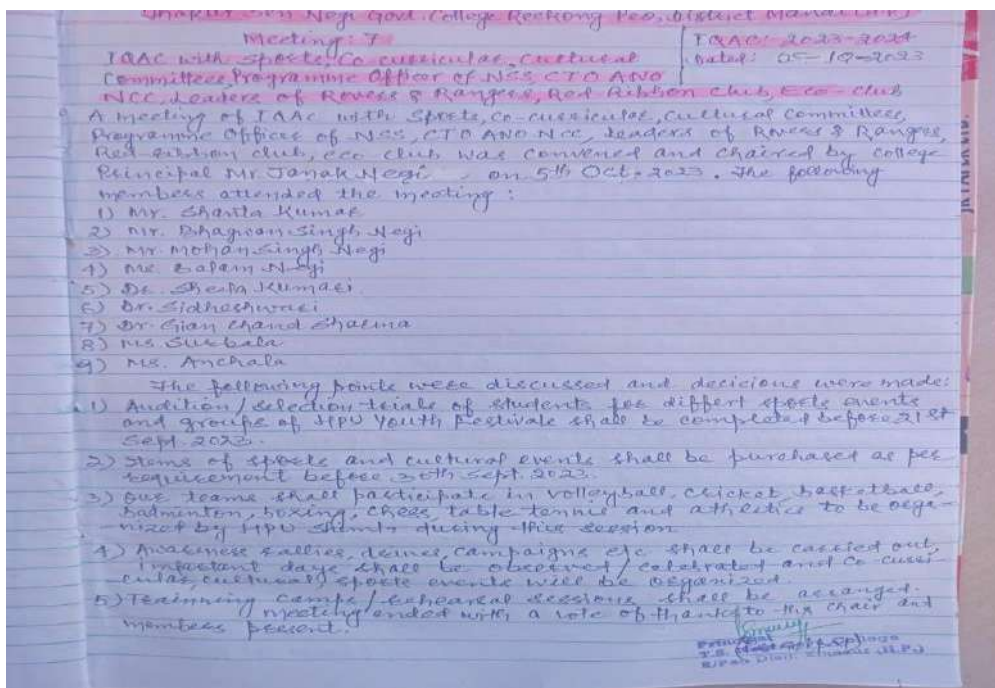 Thakur Sen Negi Govt. College Reckong Peo, District
Meeting: 7
IQAC: 2023-2024
IQAC with Sports, Co curricular, Cultural
Dated: 05-10-2023
Committees, Programme Officer of NSS, CTO ANO
NCC, Leaders of Rovers & Rangers, Red Ribbon Club, Eco-club
A meeting of IQAC with Sports, Co-curricular, Cultural Committees,
Programme Officer of NSS, CTO ANO NCC, Leaders of Rovers & Rangers,
Red Ribbon Club, eco club was convened and chaired by college
Principal Mr. Janak Negi on 5th Oct. 2023. The following
members attended the meeting :
1) Mr. Shanta Kumar
2) Mr. Bhagwan Singh Negi
3) Mr. Mohan Singh Negi
4) Negi
5) Dr. Sheila Kumari
6) Dr. Sidheshwari
7) Dr. Gian Chand Sharma
8) Ms. Surbala
9) Ms. Anchala
The following points were discussed and decicions were made:
1) Audition/selection trials of students for differt sports events
and groups of HPU Youth Festivals shall be completed before 21st
Sept. 2023.
2) Items of sports and cultural events shall be purchased as per
requirement before 30th Sept. 2023.
3) Our teams shall participate in volleyball, cricket, basketball,
badminton, boxing, chess, table tennis and athletics to be orga-
nized by HPU Shimla during this session.
4) Awareness rallies, drives, campaigns etc shall be carried out,
important days shall be observed/celebrated and co-curri-
cular, cultural, sports events will be organized.
5) Trainning camps/rehearsal sessions shall be arranged.
meeting ended with a vote of thanks to the chair and
members present.
Principal
(H.P.)